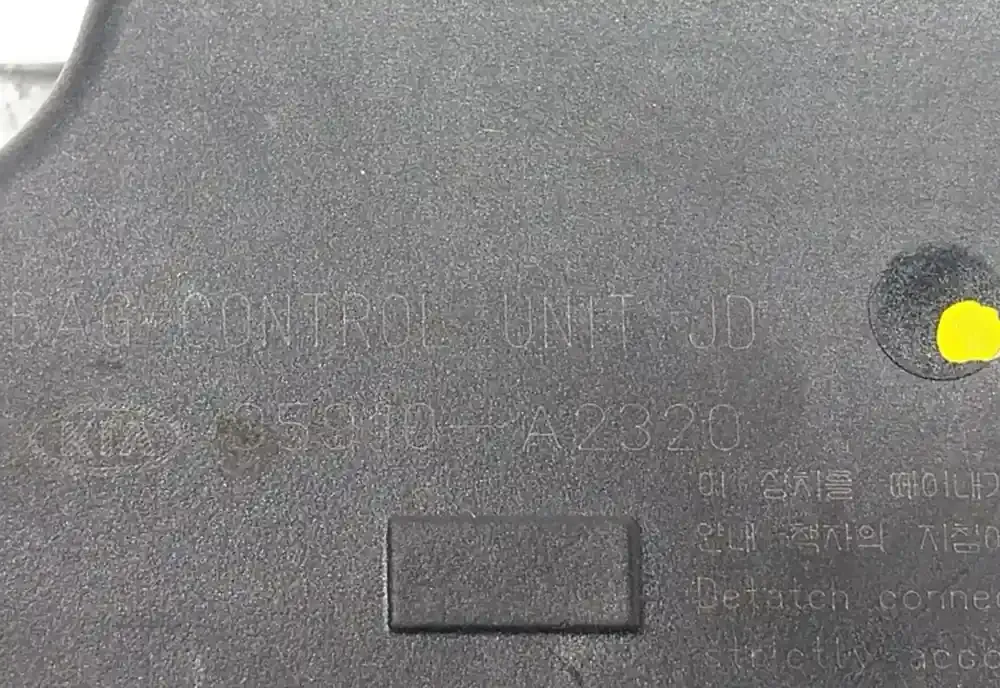 BAG CONTROL UNIT JD
KIA 95910-A2320
이 장치를 떼어내
안내 책자의 지침
Detatch conne
strictly acco